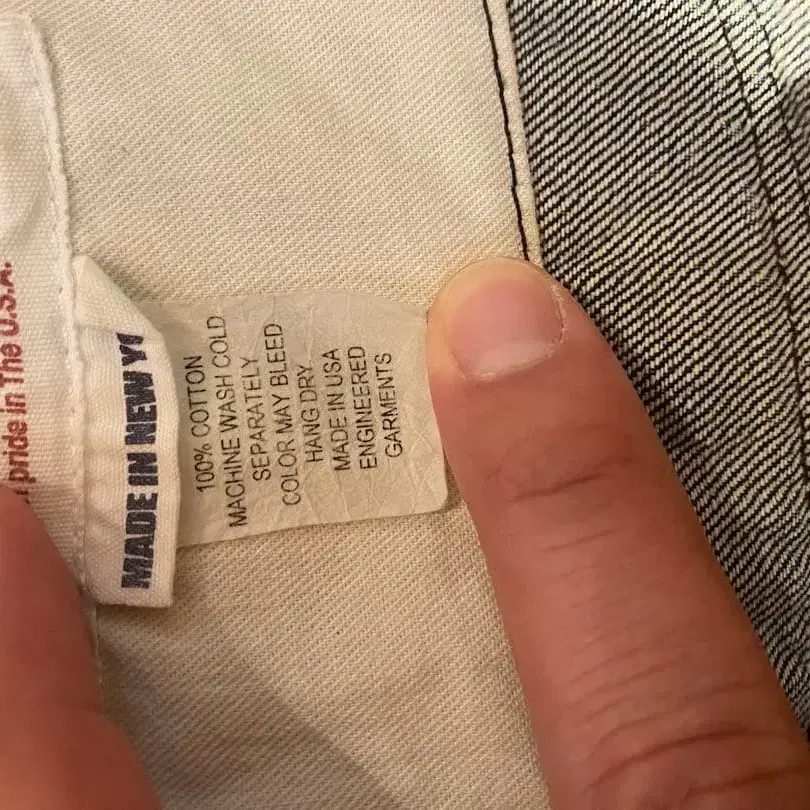 pride in The U.S.A.
MADE IN NEW Y
100% COTTON
MACHINE WASH COLD
SEPARATELY
COLOR MAY BLEED
HANG DRY
MADE IN USA
ENGINEERED
GARMENTS